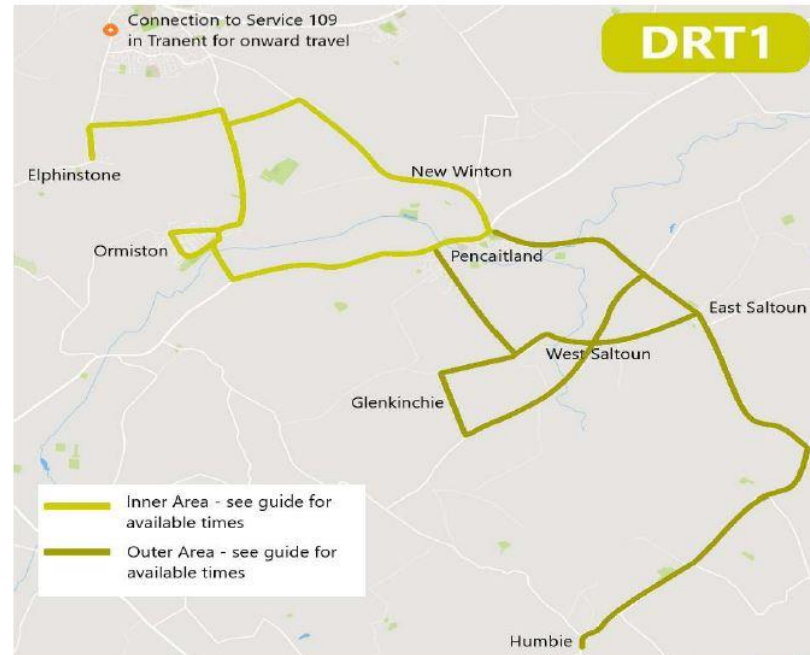 Connection to Service 109
in Tranent for onward travel
DRT1
Elphinstone
New Winton
Ormiston
Pencaitland
East Saltoun
West Saltoun
Glenkinchie
Inner Area - see guide for
available times
Outer Area - see guide for
available times
Humbie